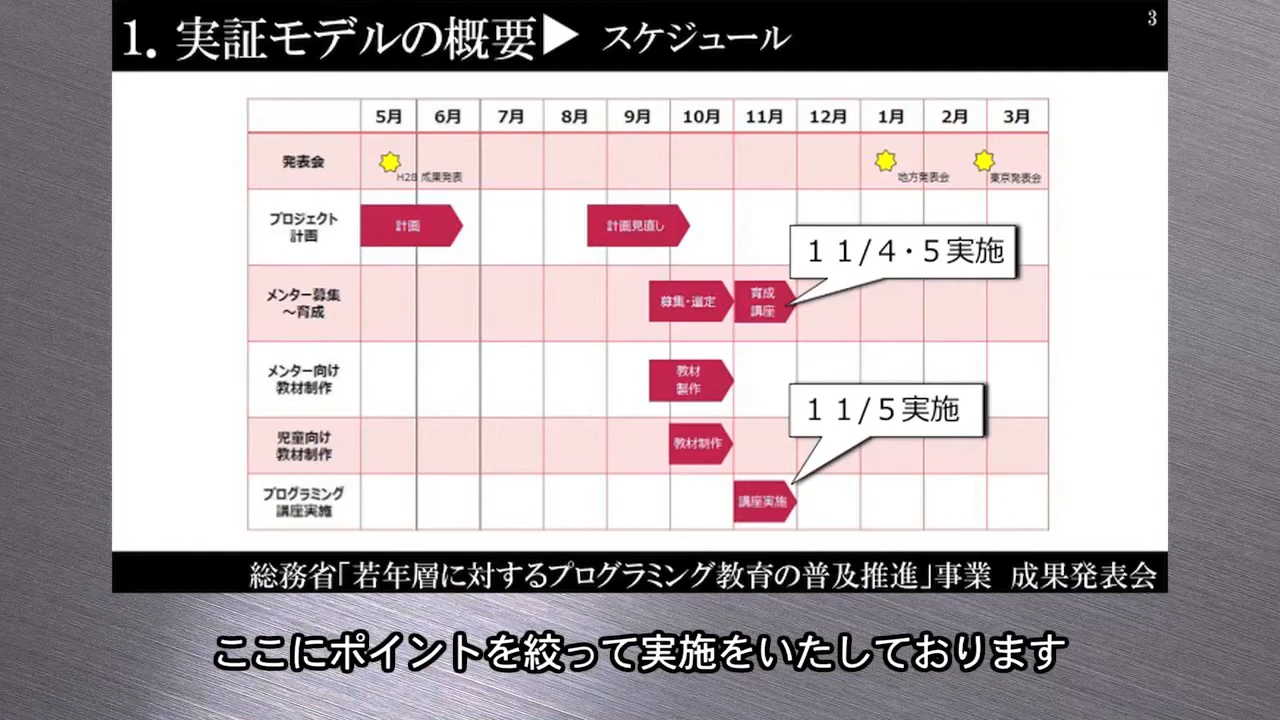 1. 実証モデルの概要▶ スケジュール
3
5月 6月 7月 8月 9月 10月 11月 12月 1月 2月 3月
発表会
H28 成果発表
地方発表会
東京発表会
プロジェクト
計画
計画
計画見直し
11/4・5実施
メンター募集
～育成
募集・選定
育成
講座
メンター向け
教材制作
教材
製作
11/5実施
児童向け
教材制作
教材制作
プログラミング
講座実施
講座実施
総務省「若年層に対するプログラミング教育の普及推進」事業 成果発表会
ここにポイントを絞って実施をいたしております